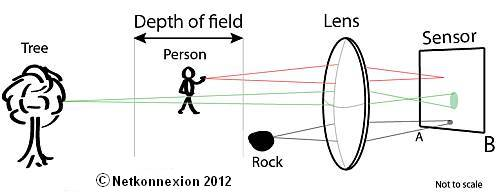 Depth of field
Lens
Tree
Person
Sensor
A
B
Rock
© Netkonnexion 2012
Not to scale